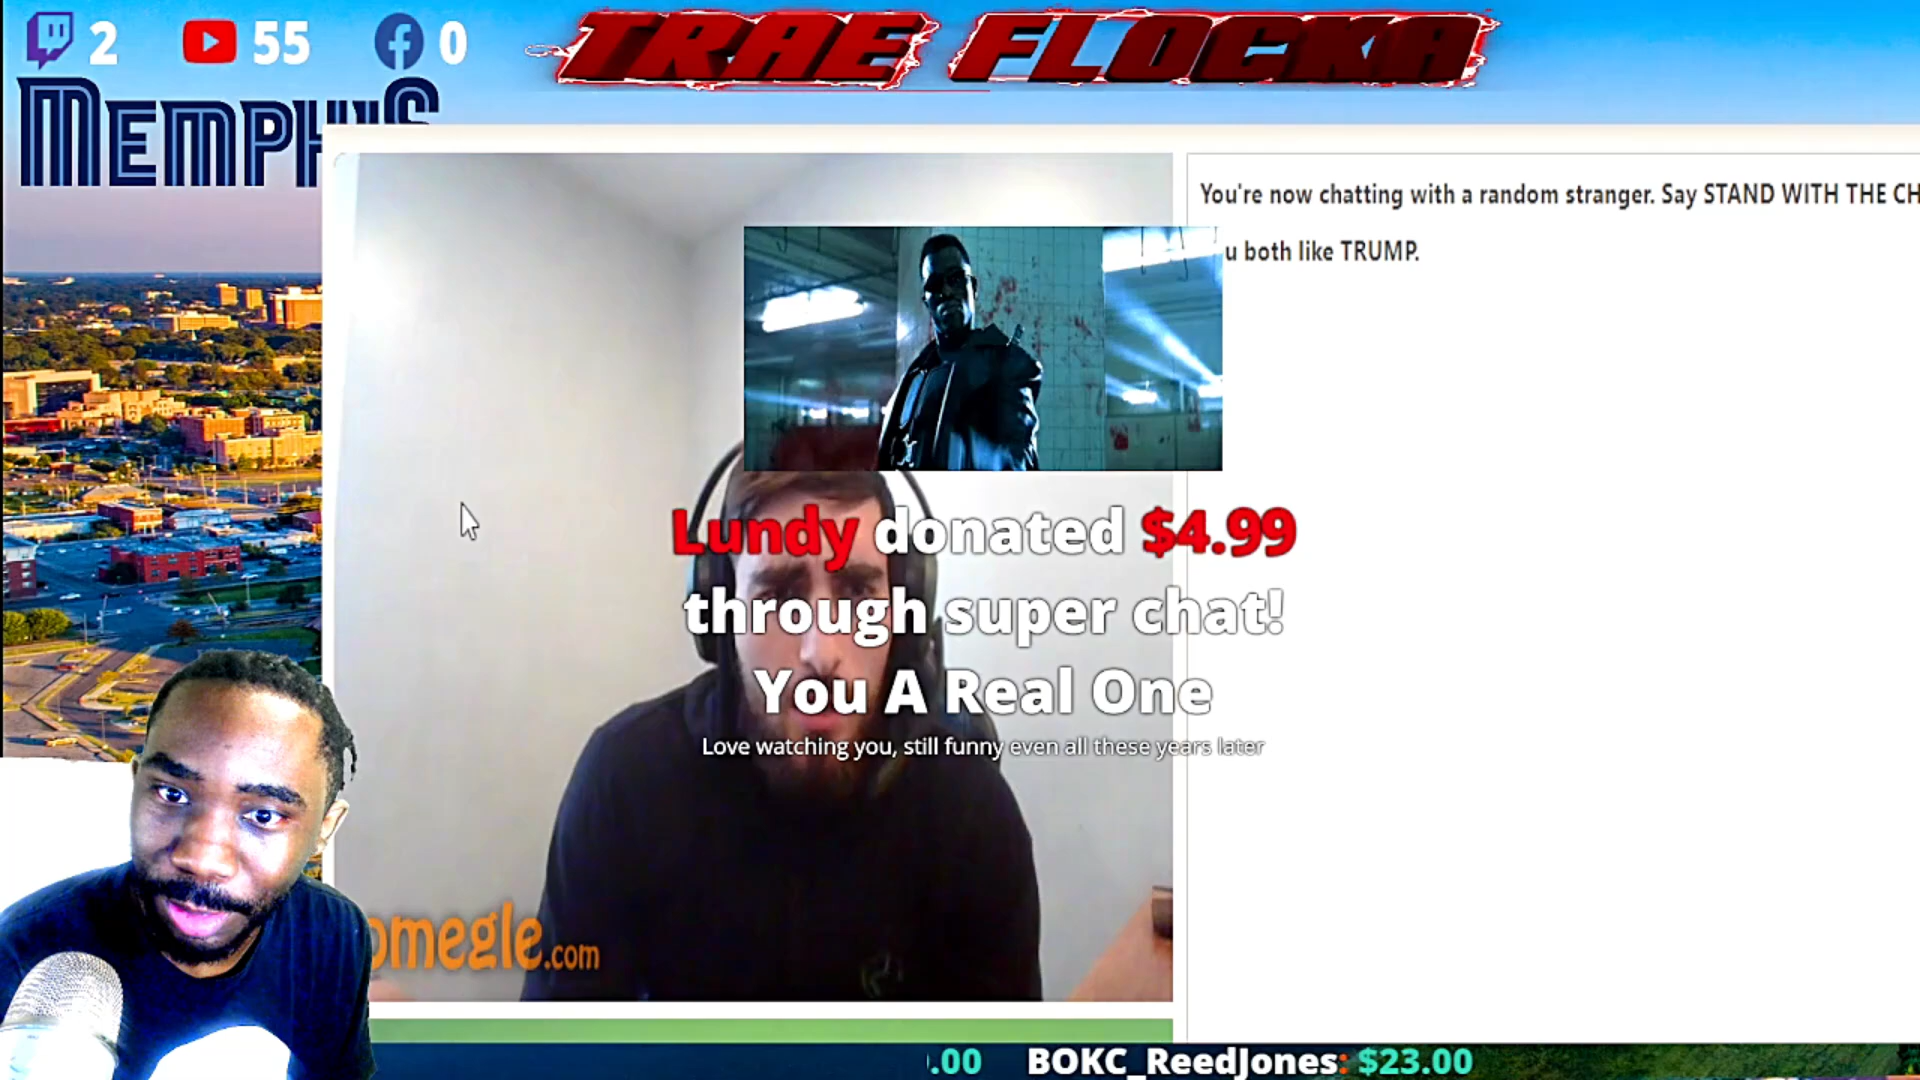 2 55 0
TRAE FLOCKA
MEMPHIS
You're now chatting with a random stranger. Say STAND WITH THE CH
u both like TRUMP.
Lundy donated $4.99
through super chat!
You A Real One
Love watching you, still funny even all these years later
omegle.com
.00 BOKC_ReedJones: $23.00